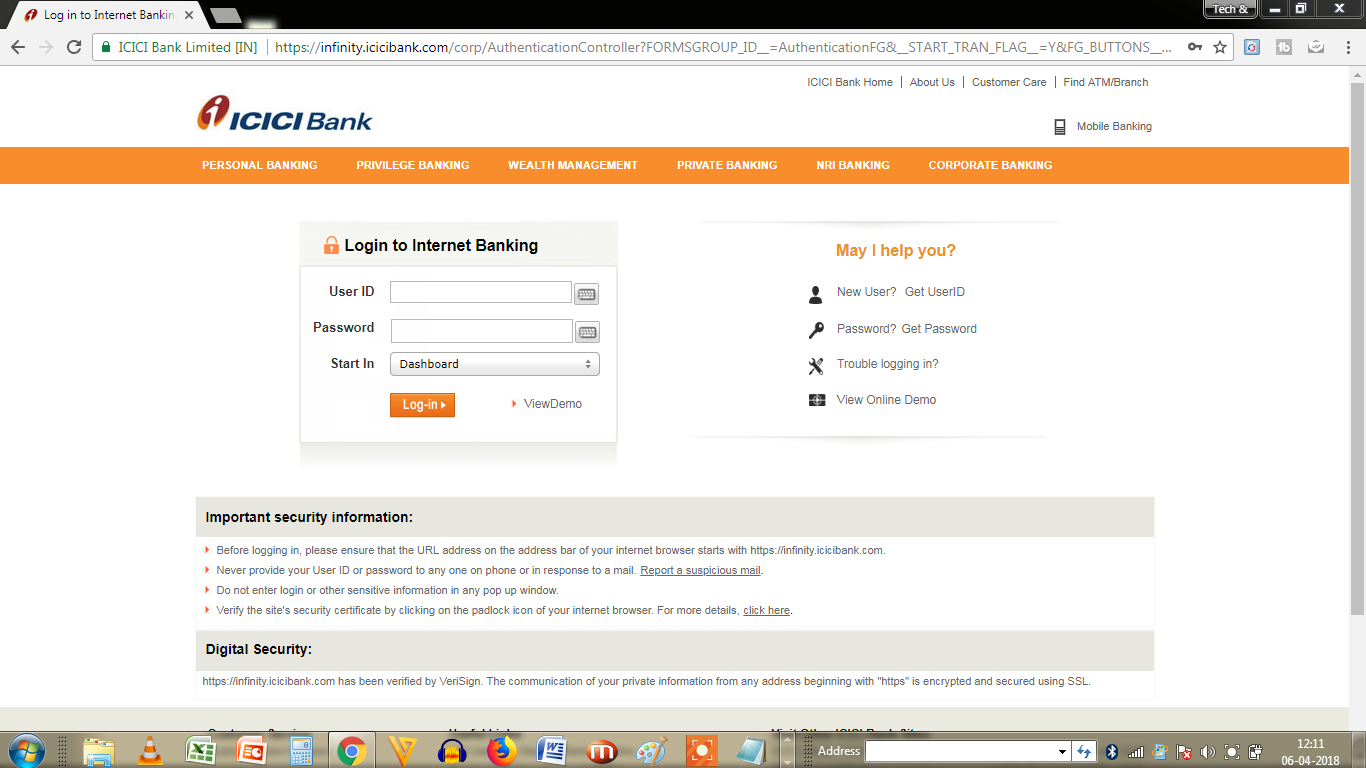 Log in to Internet Bankin
Tech &
ICICI Bank Limited [IN]
https://infinity.icicibank.com/corp/AuthenticationController?FORMSGROUP_ID__=AuthenticationFG&__START_TRAN_FLAG__=Y&FG_BUTTONS__...
ICICI Bank Home | About Us | Customer Care | Find ATM/Branch
ICICI Bank
Mobile Banking
PERSONAL BANKING PRIVILEGE BANKING WEALTH MANAGEMENT PRIVATE BANKING NRI BANKING CORPORATE BANKING
Login to Internet Banking
User ID
Password
Start In Dashboard
Log-in ViewDemo
May I help you?
New User? Get UserID
Password? Get Password
Trouble logging in?
View Online Demo
Important security information:
Before logging in, please ensure that the URL address on the address bar of your internet browser starts with https://infinity.icicibank.com.
Never provide your User ID or password to any one on phone or in response to a mail. Report a suspicious mail.
Do not enter login or other sensitive information in any pop up window.
Verify the site's security certificate by clicking on the padlock icon of your internet browser. For more details, click here.
Digital Security:
https://infinity.icicibank.com has been verified by VeriSign. The communication of your private information from any address beginning with "https" is encrypted and secured using SSL.
Address
12:11
06-04-2018